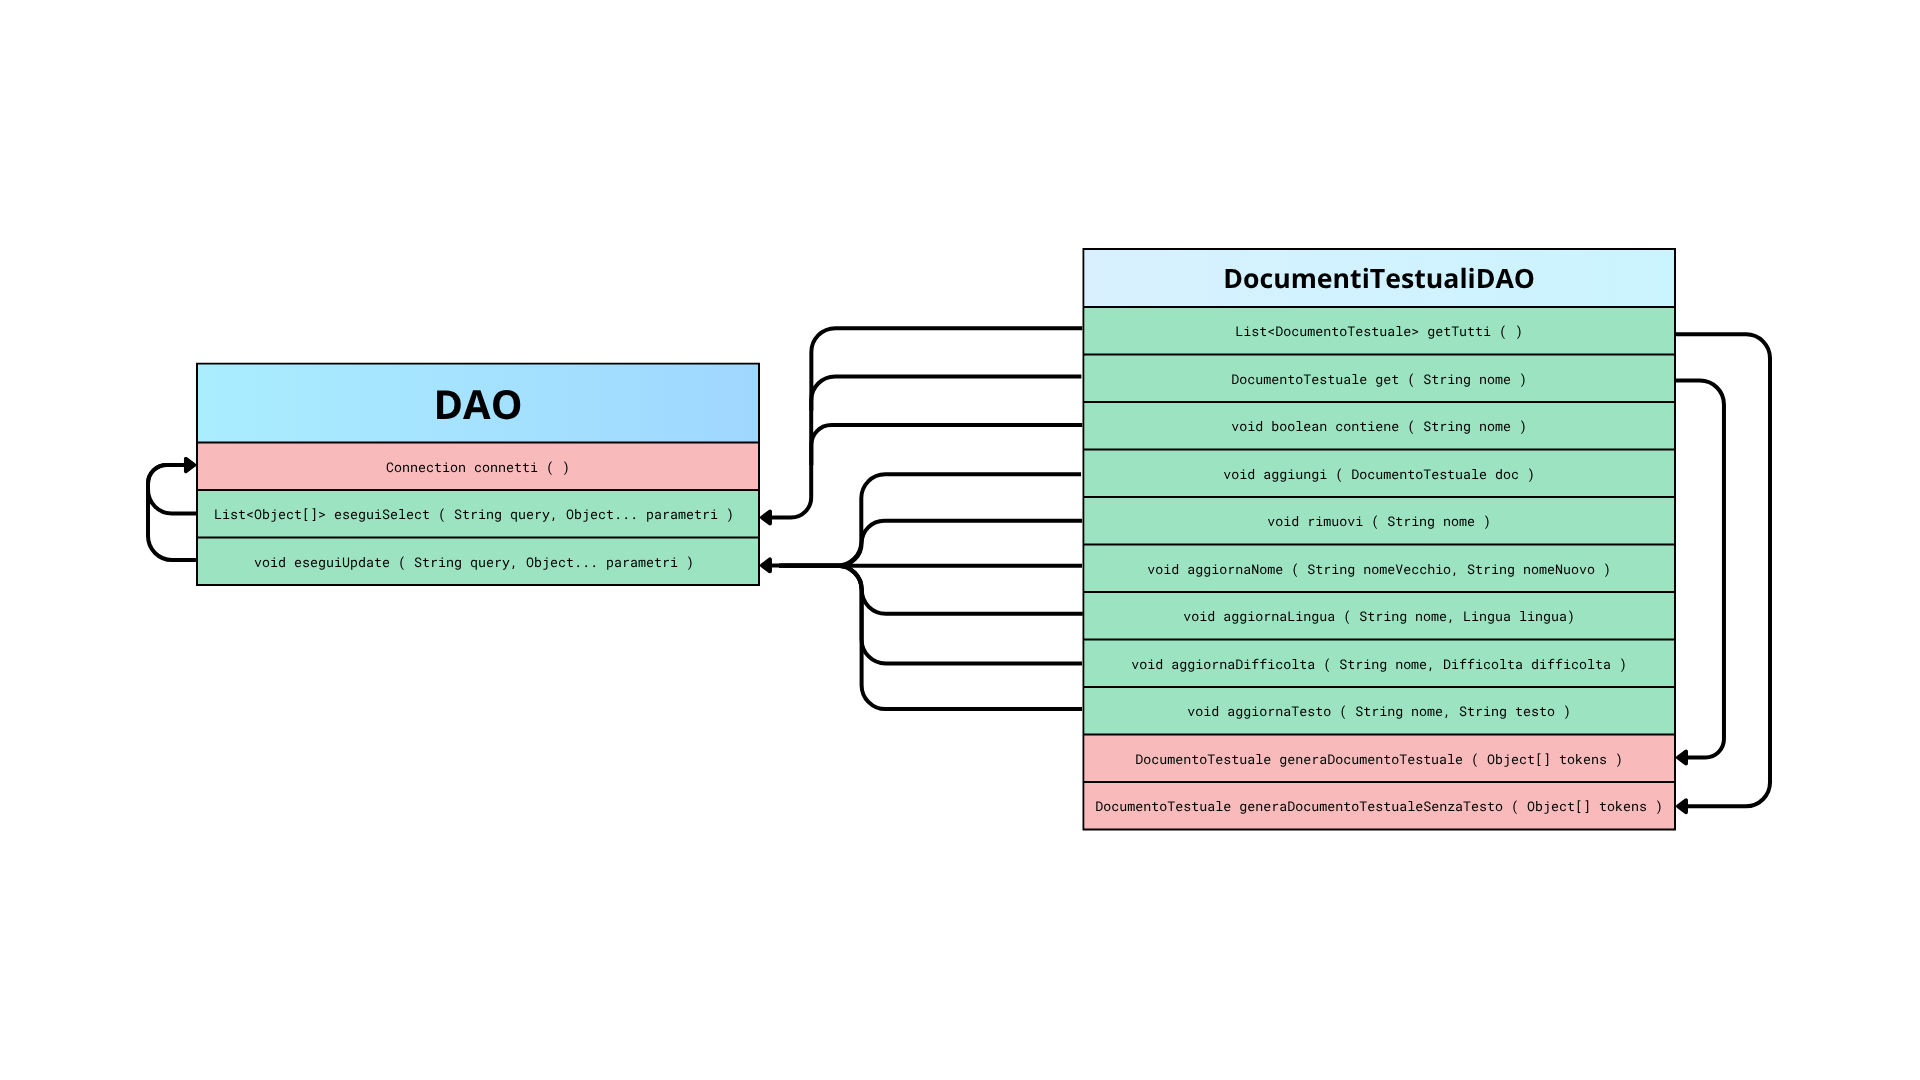 DAO
Connection connetti ( )
List<Object[]> eseguiSelect ( String query, Object... parametri )
void eseguiUpdate ( String query, Object... parametri )
DocumentiTestualiDAO
List<DocumentoTestuale> getTutti ( )
DocumentoTestuale get ( String nome )
void boolean contiene ( String nome )
void aggiungi ( DocumentoTestuale doc )
void rimuovi ( String nome )
void aggiornaNome ( String nomeVecchio, String nomeNuovo )
void aggiornaLingua ( String nome, Lingua lingua)
void aggiornaDifficolta ( String nome, Difficolta difficolta )
void aggiornaTesto ( String nome, String testo )
DocumentoTestuale generaDocumentoTestuale ( Object[] tokens )
DocumentoTestuale generaDocumentoTestualeSenzaTesto ( Object[] tokens )